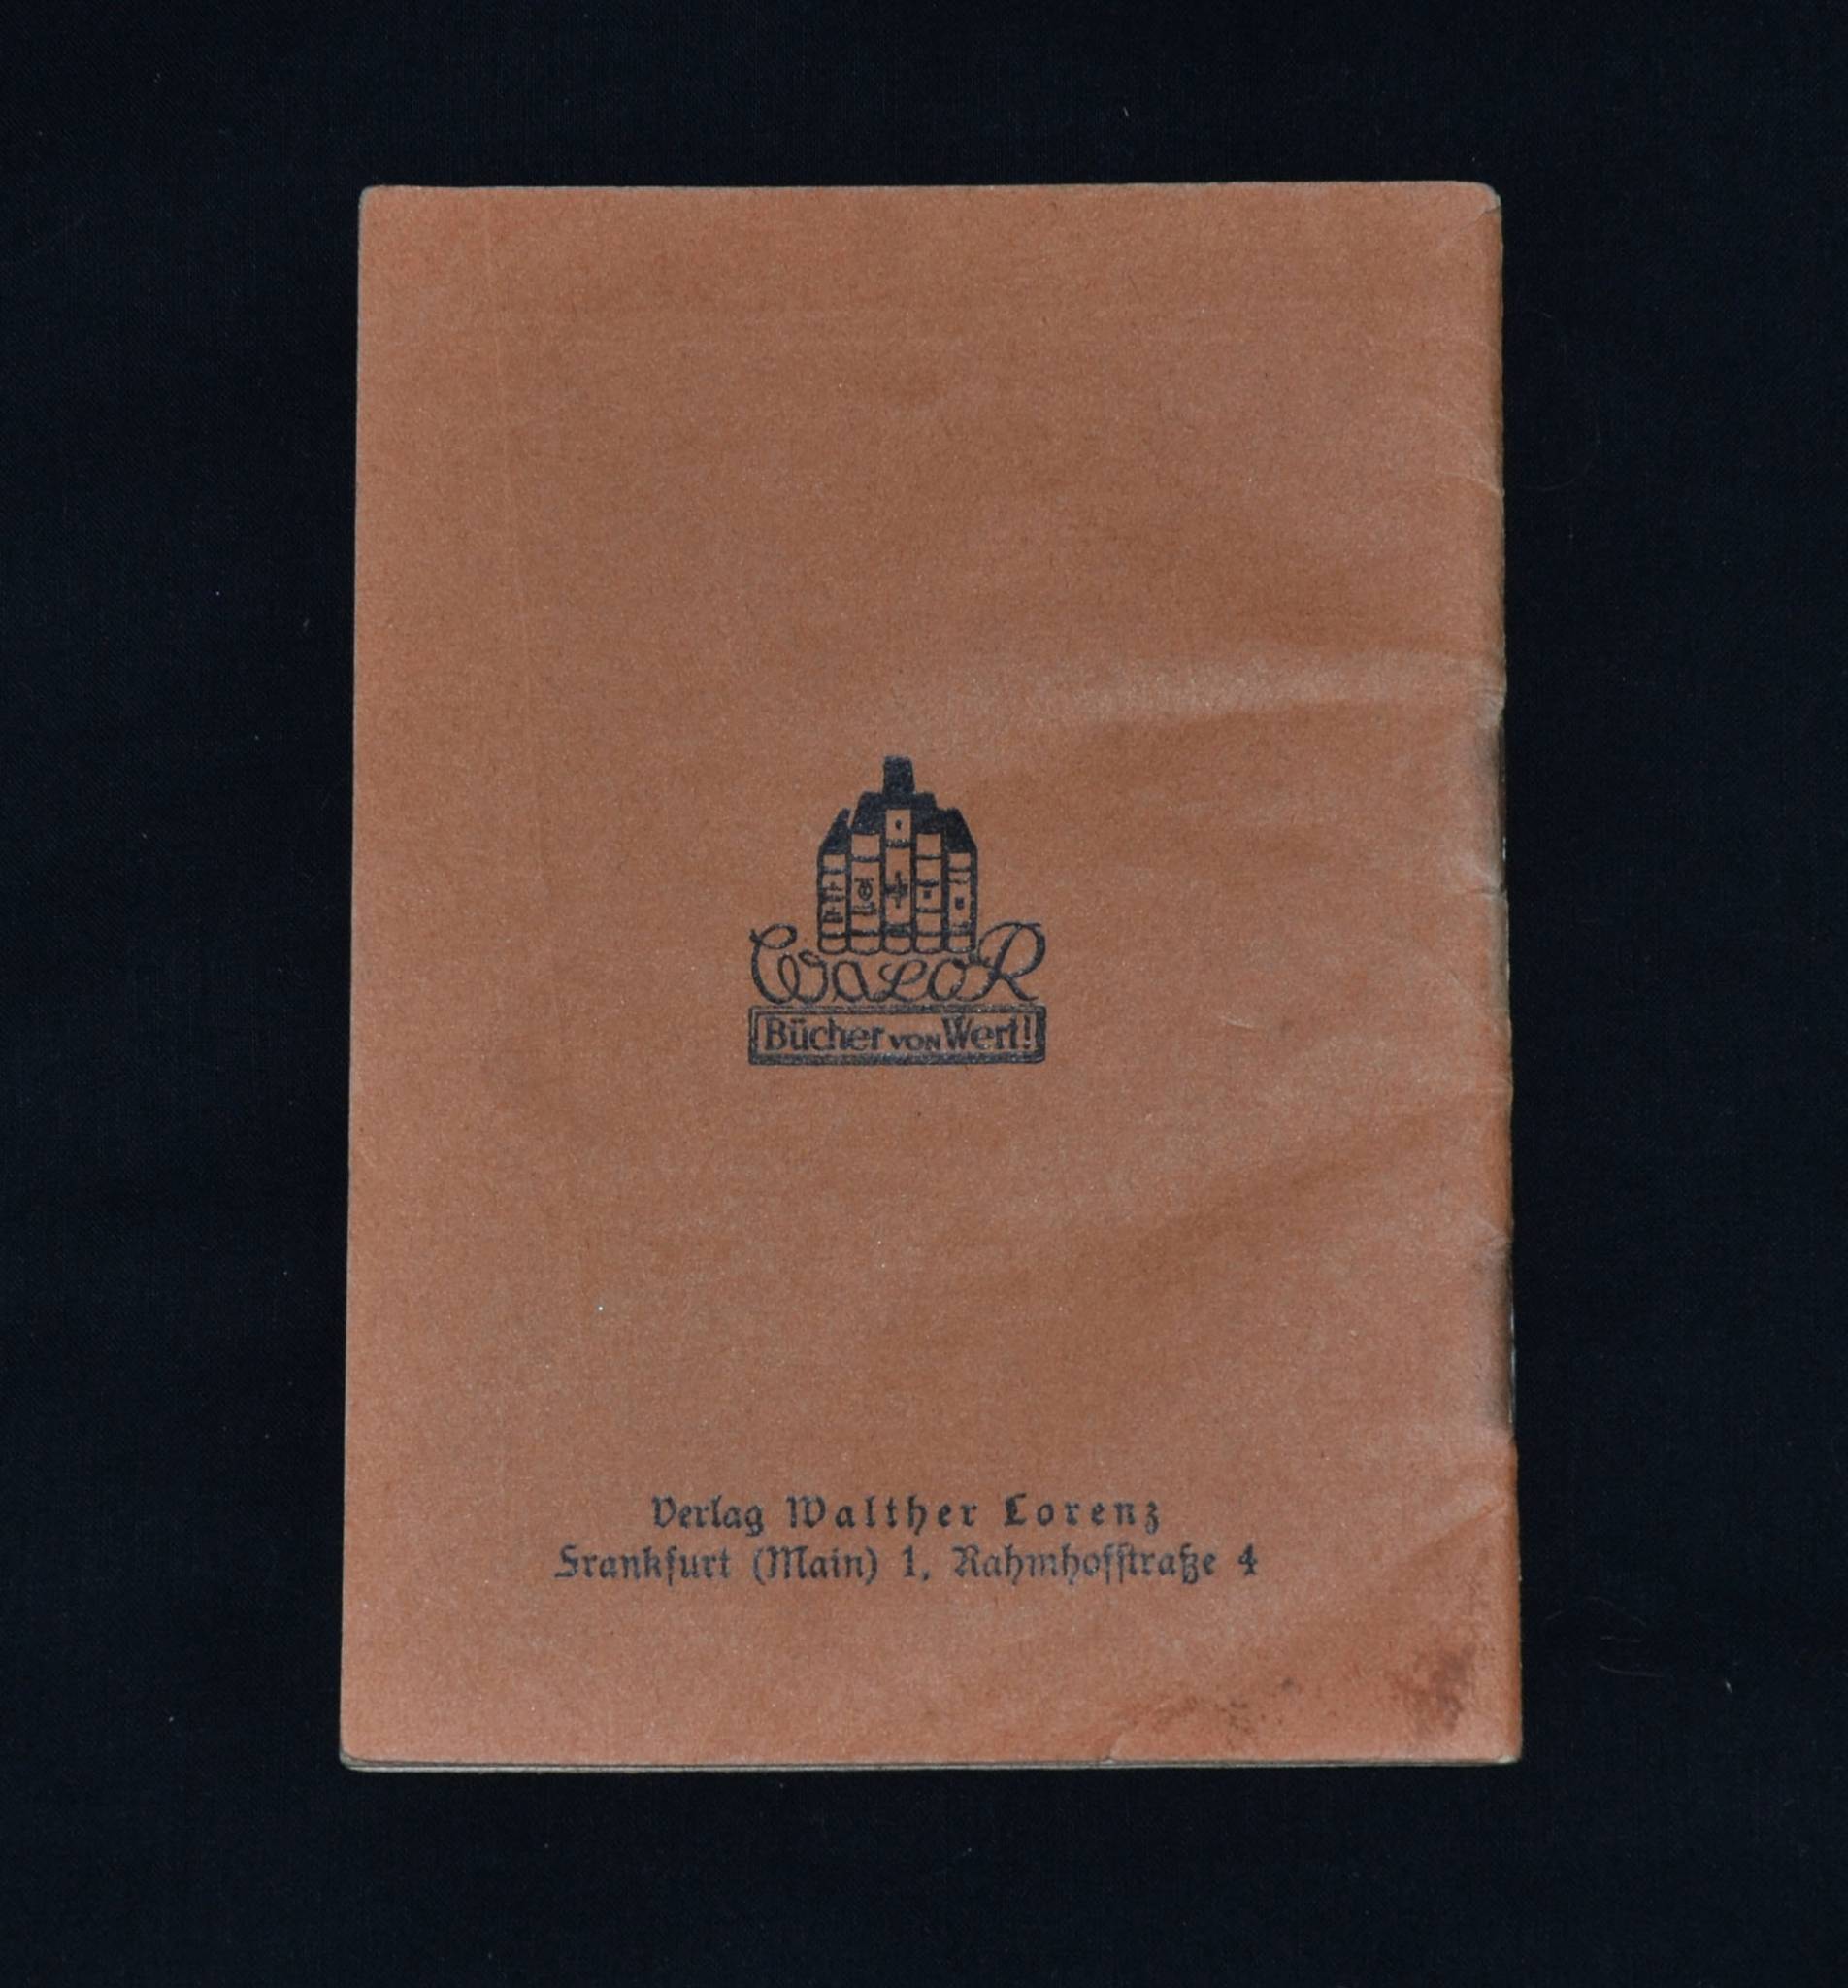 WALOR
Bücher VON Wert!
Verlag Walther Lorenz
Frankfurt (Main) 1, Rahmhofstraße 4